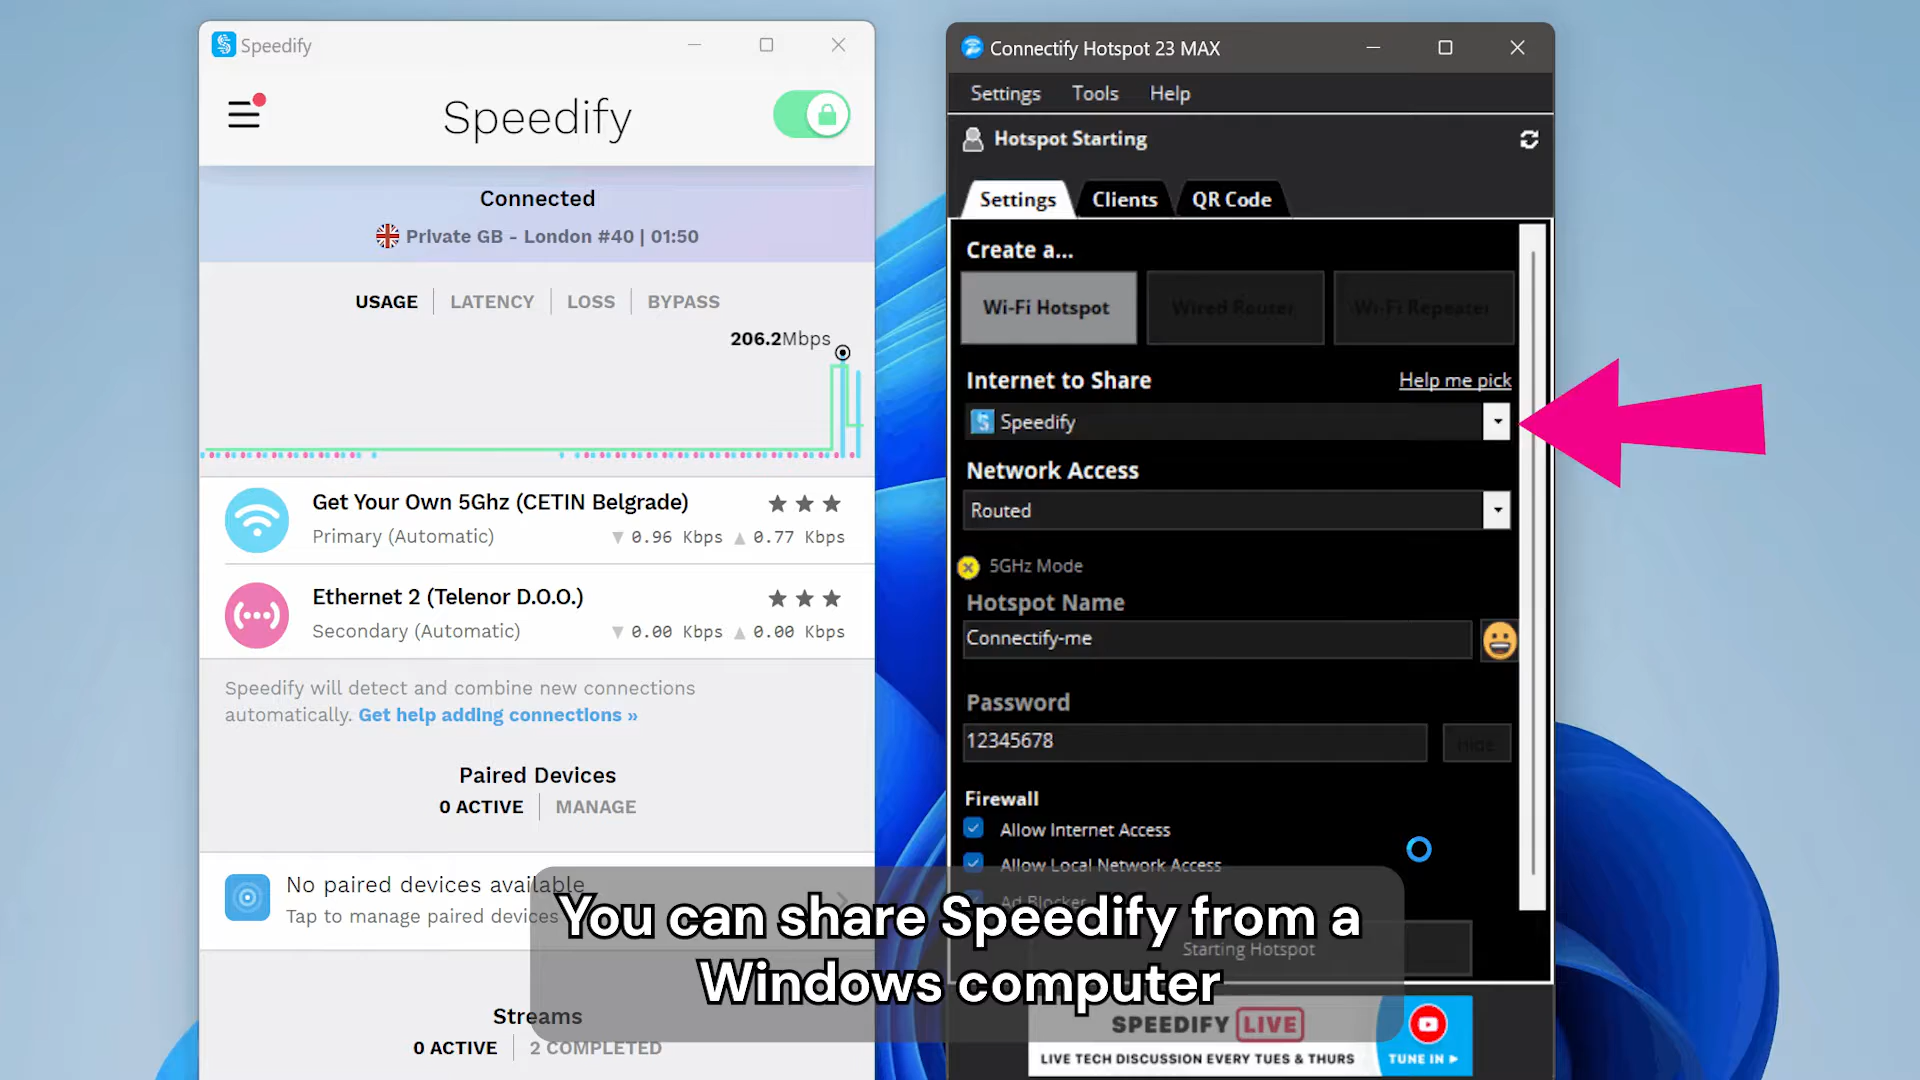 Speedify
Speedify
Connected
Private GB - London #40 | 01:50
USAGE
LATENCY
LOSS
BYPASS
206.2Mbps
Get Your Own 5Ghz (CETIN Belgrade)
Primary (Automatic)
0.96 Kbps
0.77 Kbps
Ethernet 2 (Telenor D.O.O.)
Secondary (Automatic)
0.00 Kbps
0.00 Kbps
Speedify will detect and combine new connections
automatically. Get help adding connections »
Paired Devices
0 ACTIVE
MANAGE
No paired devices available
Tap to manage paired devices
Streams
0 ACTIVE
2 COMPLETED
Connectify Hotspot 23 MAX
Settings
Tools
Help
Hotspot Starting
Settings
Clients
QR Code
Create a...
Wi-Fi Hotspot
Wired Router
Wi-Fi Repeater
Internet to Share
Help me pick
Speedify
Network Access
Routed
5GHz Mode
Hotspot Name
Connectify-me
Password
12345678
Hide
Firewall
Allow Internet Access
Allow Local Network Access
Ad Blocker
Starting Hotspot
You can share Speedify from a
Windows computer
SPEEDIFY LIVE
LIVE TECH DISCUSSION EVERY TUES & THURS
TUNE IN